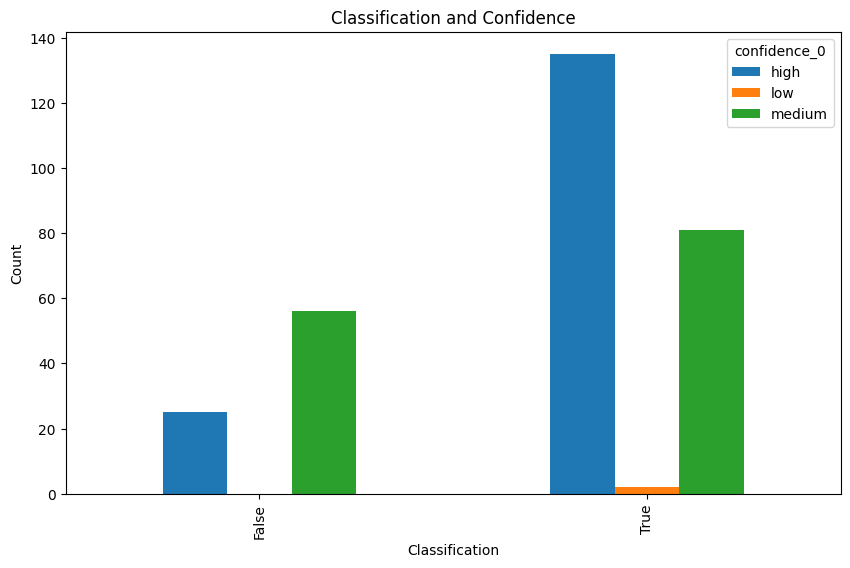 Classification and Confidence
confidence_0
high
low
medium
140
120
100
80
60
40
20
0
Count
False
True
Classification